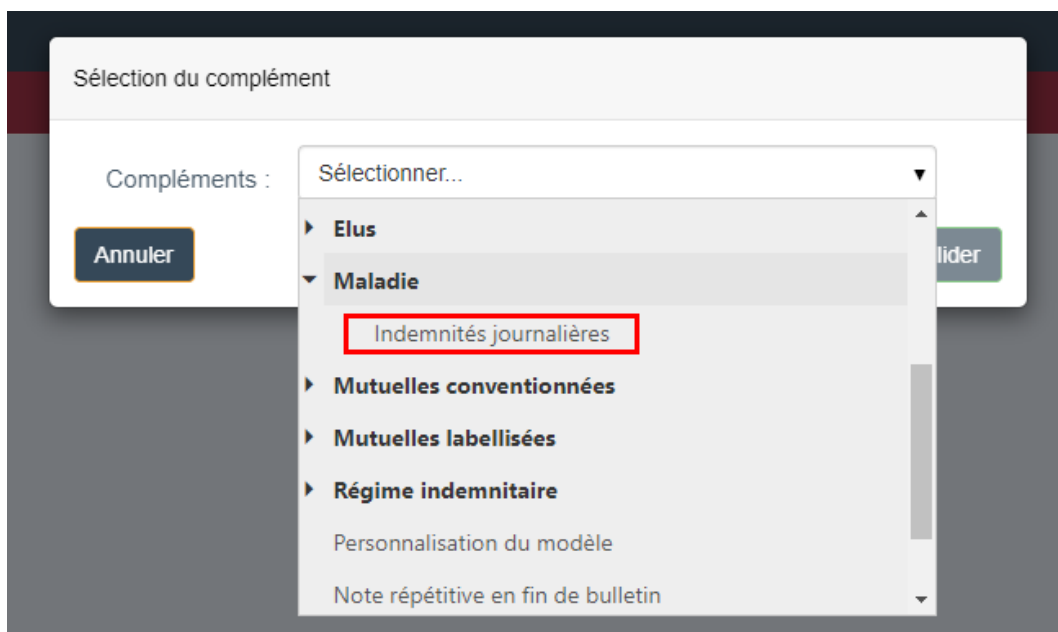 Sélection du complément
Compléments :
Sélectionner...
Elus
Annuler
lider
Maladie
Indemnités journalières
Mutuelles conventionnées
Mutuelles labellisées
Régime indemnitaire
Personnalisation du modèle
Note répétitive en fin de bulletin